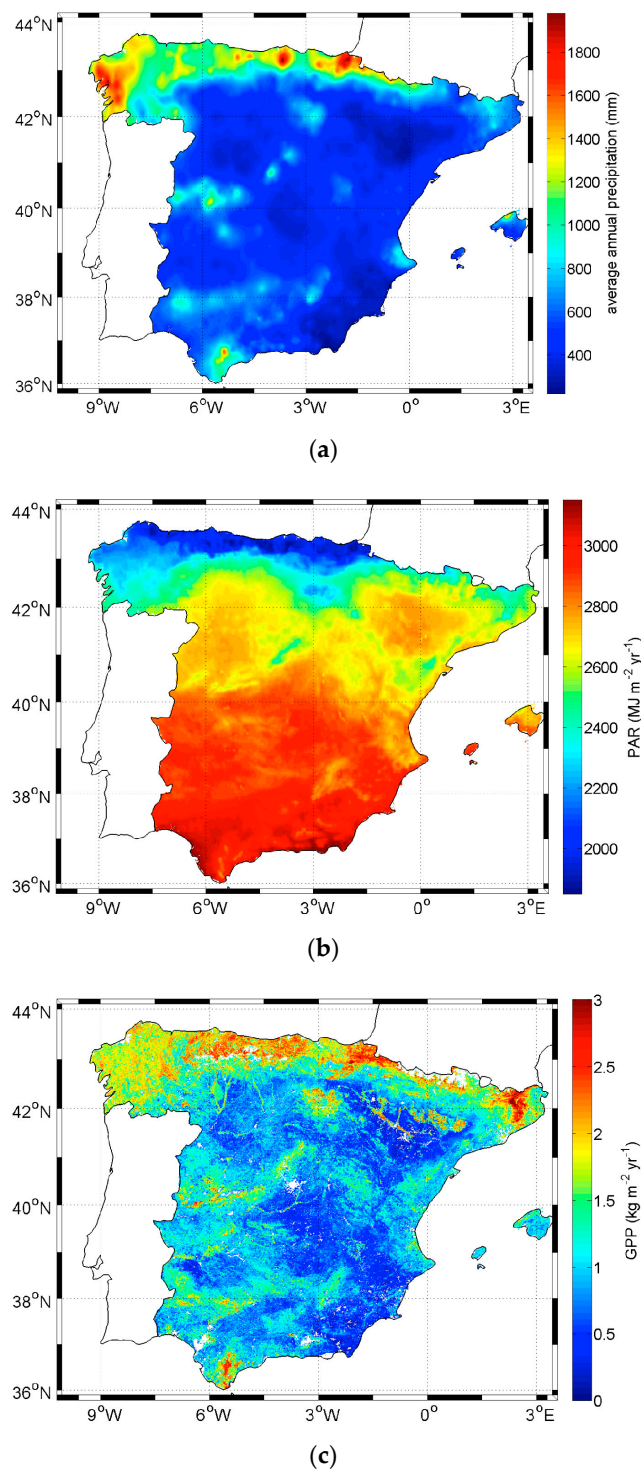 44°N
42°N
40°N
38°N
36°N
9°W 6°W 3°W 0° 3°E
1800
1600
1400
1200
1000
800
600
400
average annual precipitation (mm)
(a)
44°N
42°N
40°N
38°N
36°N
9°W 6°W 3°W 0° 3°E
3000
2800
2600
2400
2200
2000
PAR (MJ m⁻² yr⁻¹)
(b)
44°N
42°N
40°N
38°N
36°N
9°W 6°W 3°W 0° 3°E
3
2.5
2
1.5
1
0.5
0
GPP (kg m⁻² yr⁻¹)
(c)